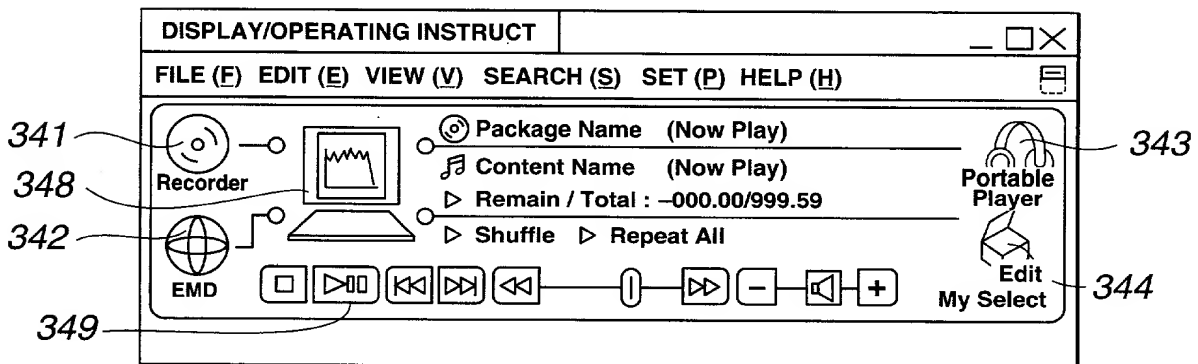 DISPLAY/OPERATING INSTRUCT
FILE (F) EDIT (E) VIEW (V) SEARCH (S) SET (P) HELP (H)
341
348
342
349
Recorder
EMD
Package Name (Now Play)
Content Name (Now Play)
Remain / Total : –000.00/999.59
Shuffle Repeat All
Portable
Player
Edit
My Select
343
344